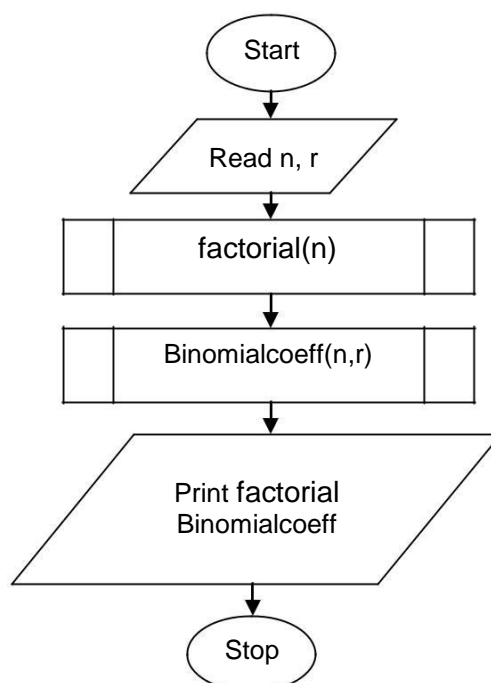 Start
Read n, r
factorial(n)
Binomialcoeff(n,r)
Print factorial
Binomialcoeff
Stop